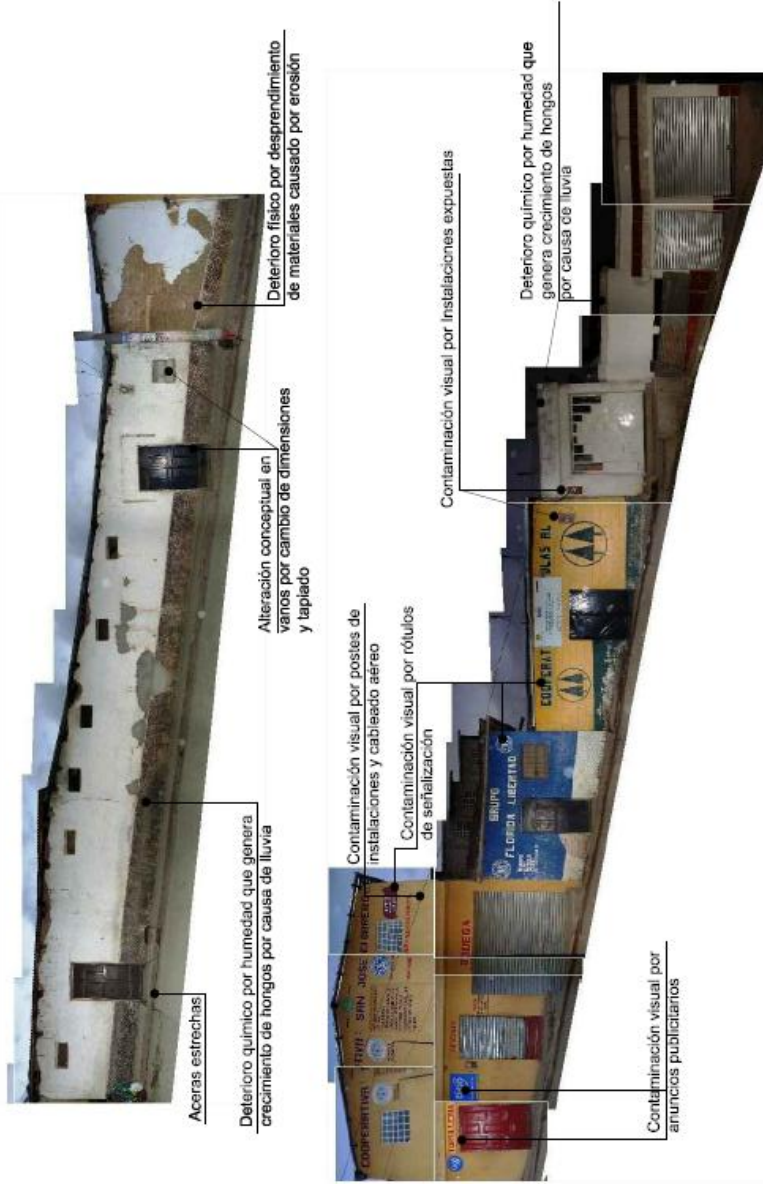 Aceras estrechas
Deterioro químico por humedad que genera
crecimiento de hongos por causa de lluvia
Alteración conceptual en
vanos por cambio de dimensiones
y tapiado
Deterioro físico por desprendimiento
de materiales causado por erosión
Contaminación visual por anuncios publicitarios
Contaminación visual por postes de
instalaciones y cableado aéreo
Contaminación visual por rótulos
de señalización
Contaminación visual por Instalaciones expuestas
Deterioro químico por humedad que
genera crecimiento de hongos
por causa de lluvia
COOPERATIVA
SAN JOSE
BODEGA
GRUPO
FLORIDA LIBERTAD
COOPERAT
ULAS RL